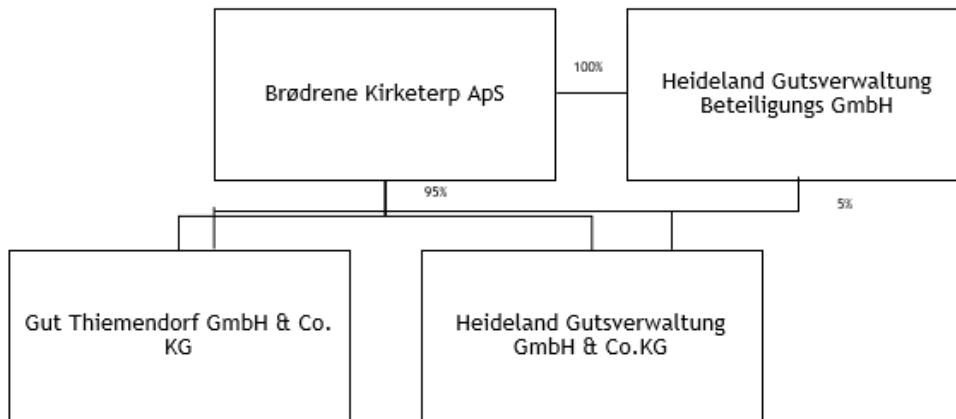 Brødrene Kirketerp ApS
100%
Heideland Gutsverwaltung
Beteiligungs GmbH
95%
5%
Gut Thiemendorf GmbH & Co.
KG
Heideland Gutsverwaltung
GmbH & Co.KG